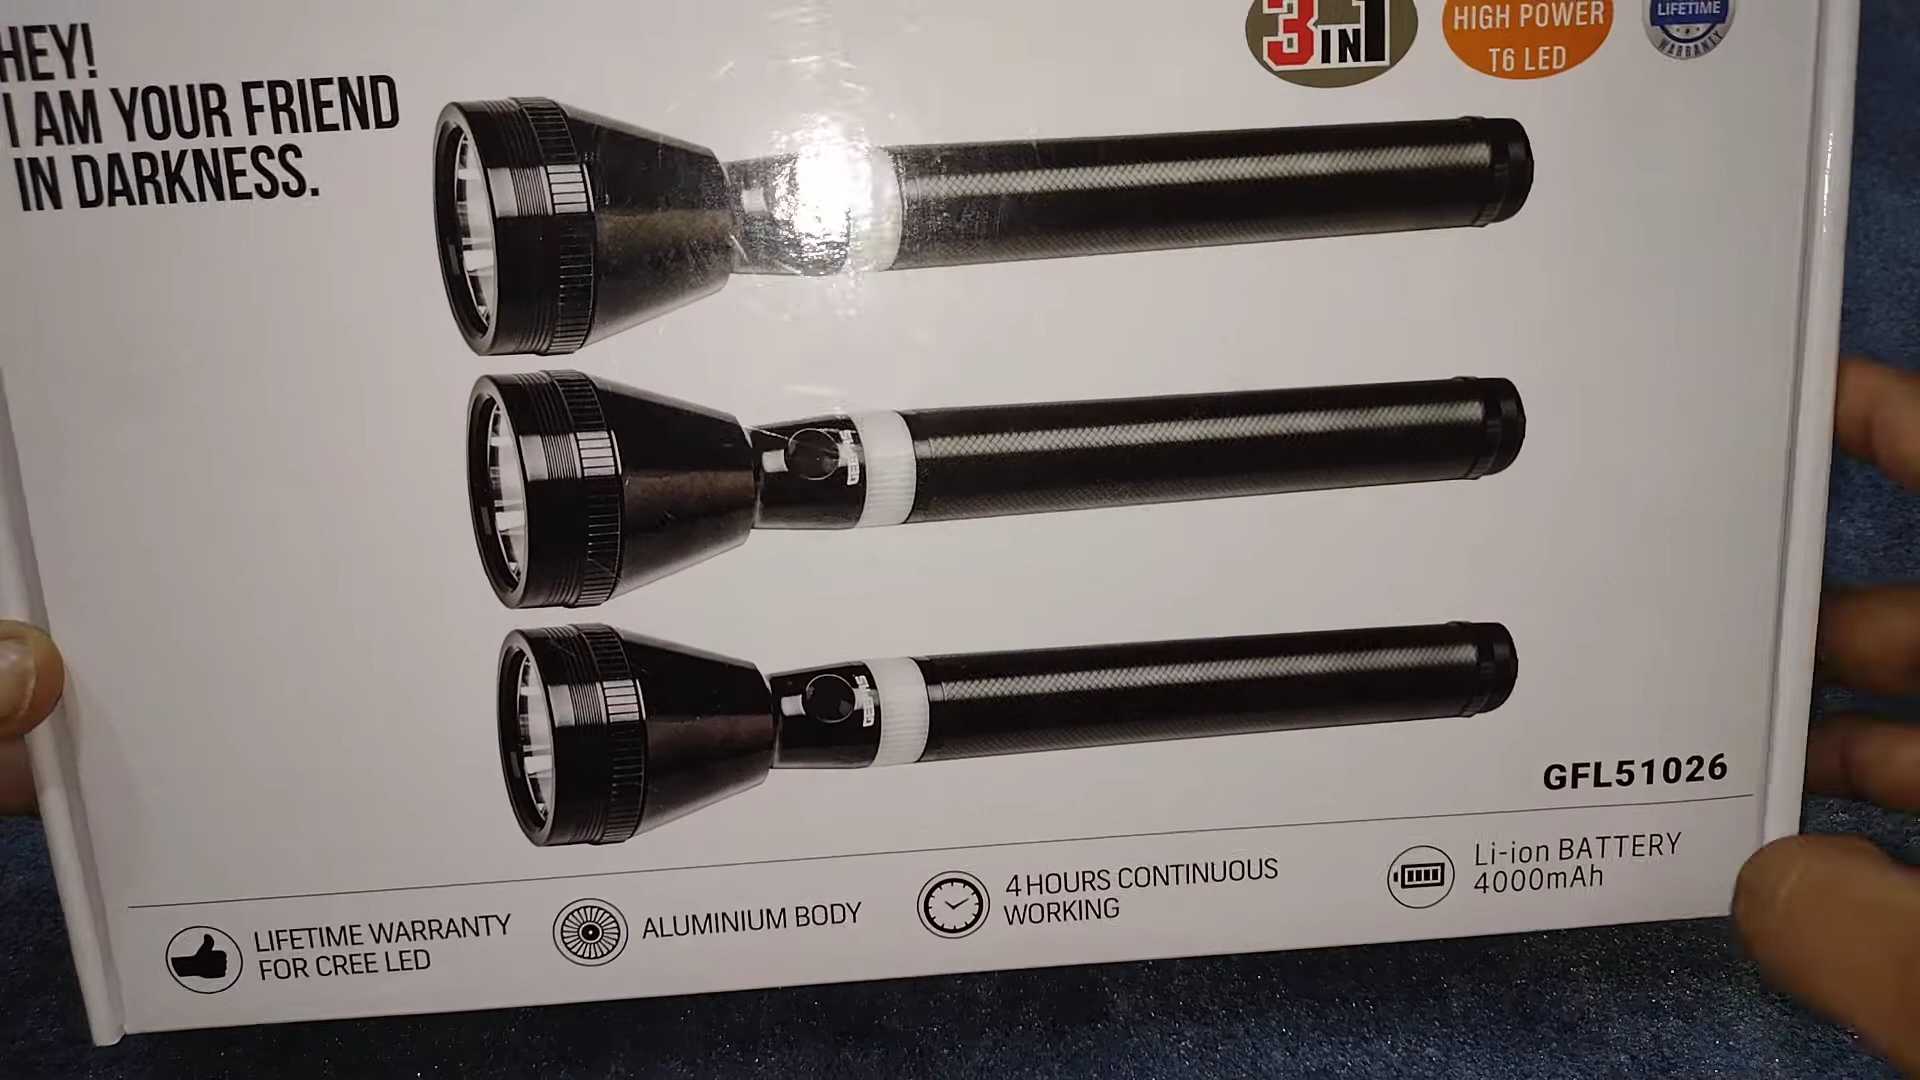 HEY!
I AM YOUR FRIEND
IN DARKNESS.
3 IN 1
HIGH POWER
T6 LED
LIFETIME
WARRANTY
GFL51026
LIFETIME WARRANTY
FOR CREE LED
ALUMINIUM BODY
4 HOURS CONTINUOUS
WORKING
Li-ion BATTERY
4000mAh